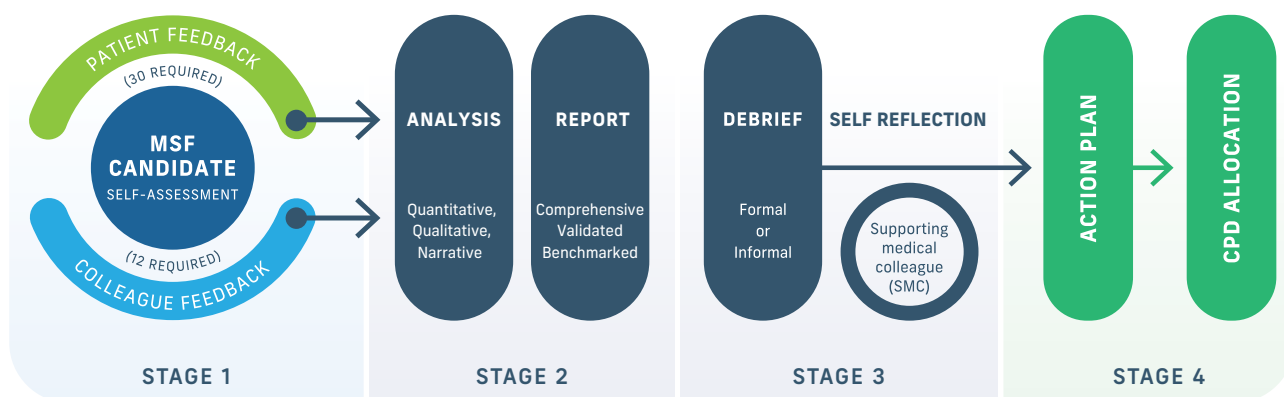 PATIENT FEEDBACK
(30 REQUIRED)
MSF
CANDIDATE
SELF-ASSESSMENT
(12 REQUIRED)
COLLEAGUE FEEDBACK
STAGE 1
ANALYSIS
Quantitative,
Qualitative,
Narrative
REPORT
Comprehensive
Validated
Benchmarked
STAGE 2
DEBRIEF
Formal
or
Informal
SELF REFLECTION
Supporting
medical
colleague
(SMC)
STAGE 3
ACTION PLAN
CPD ALLOCATION
STAGE 4